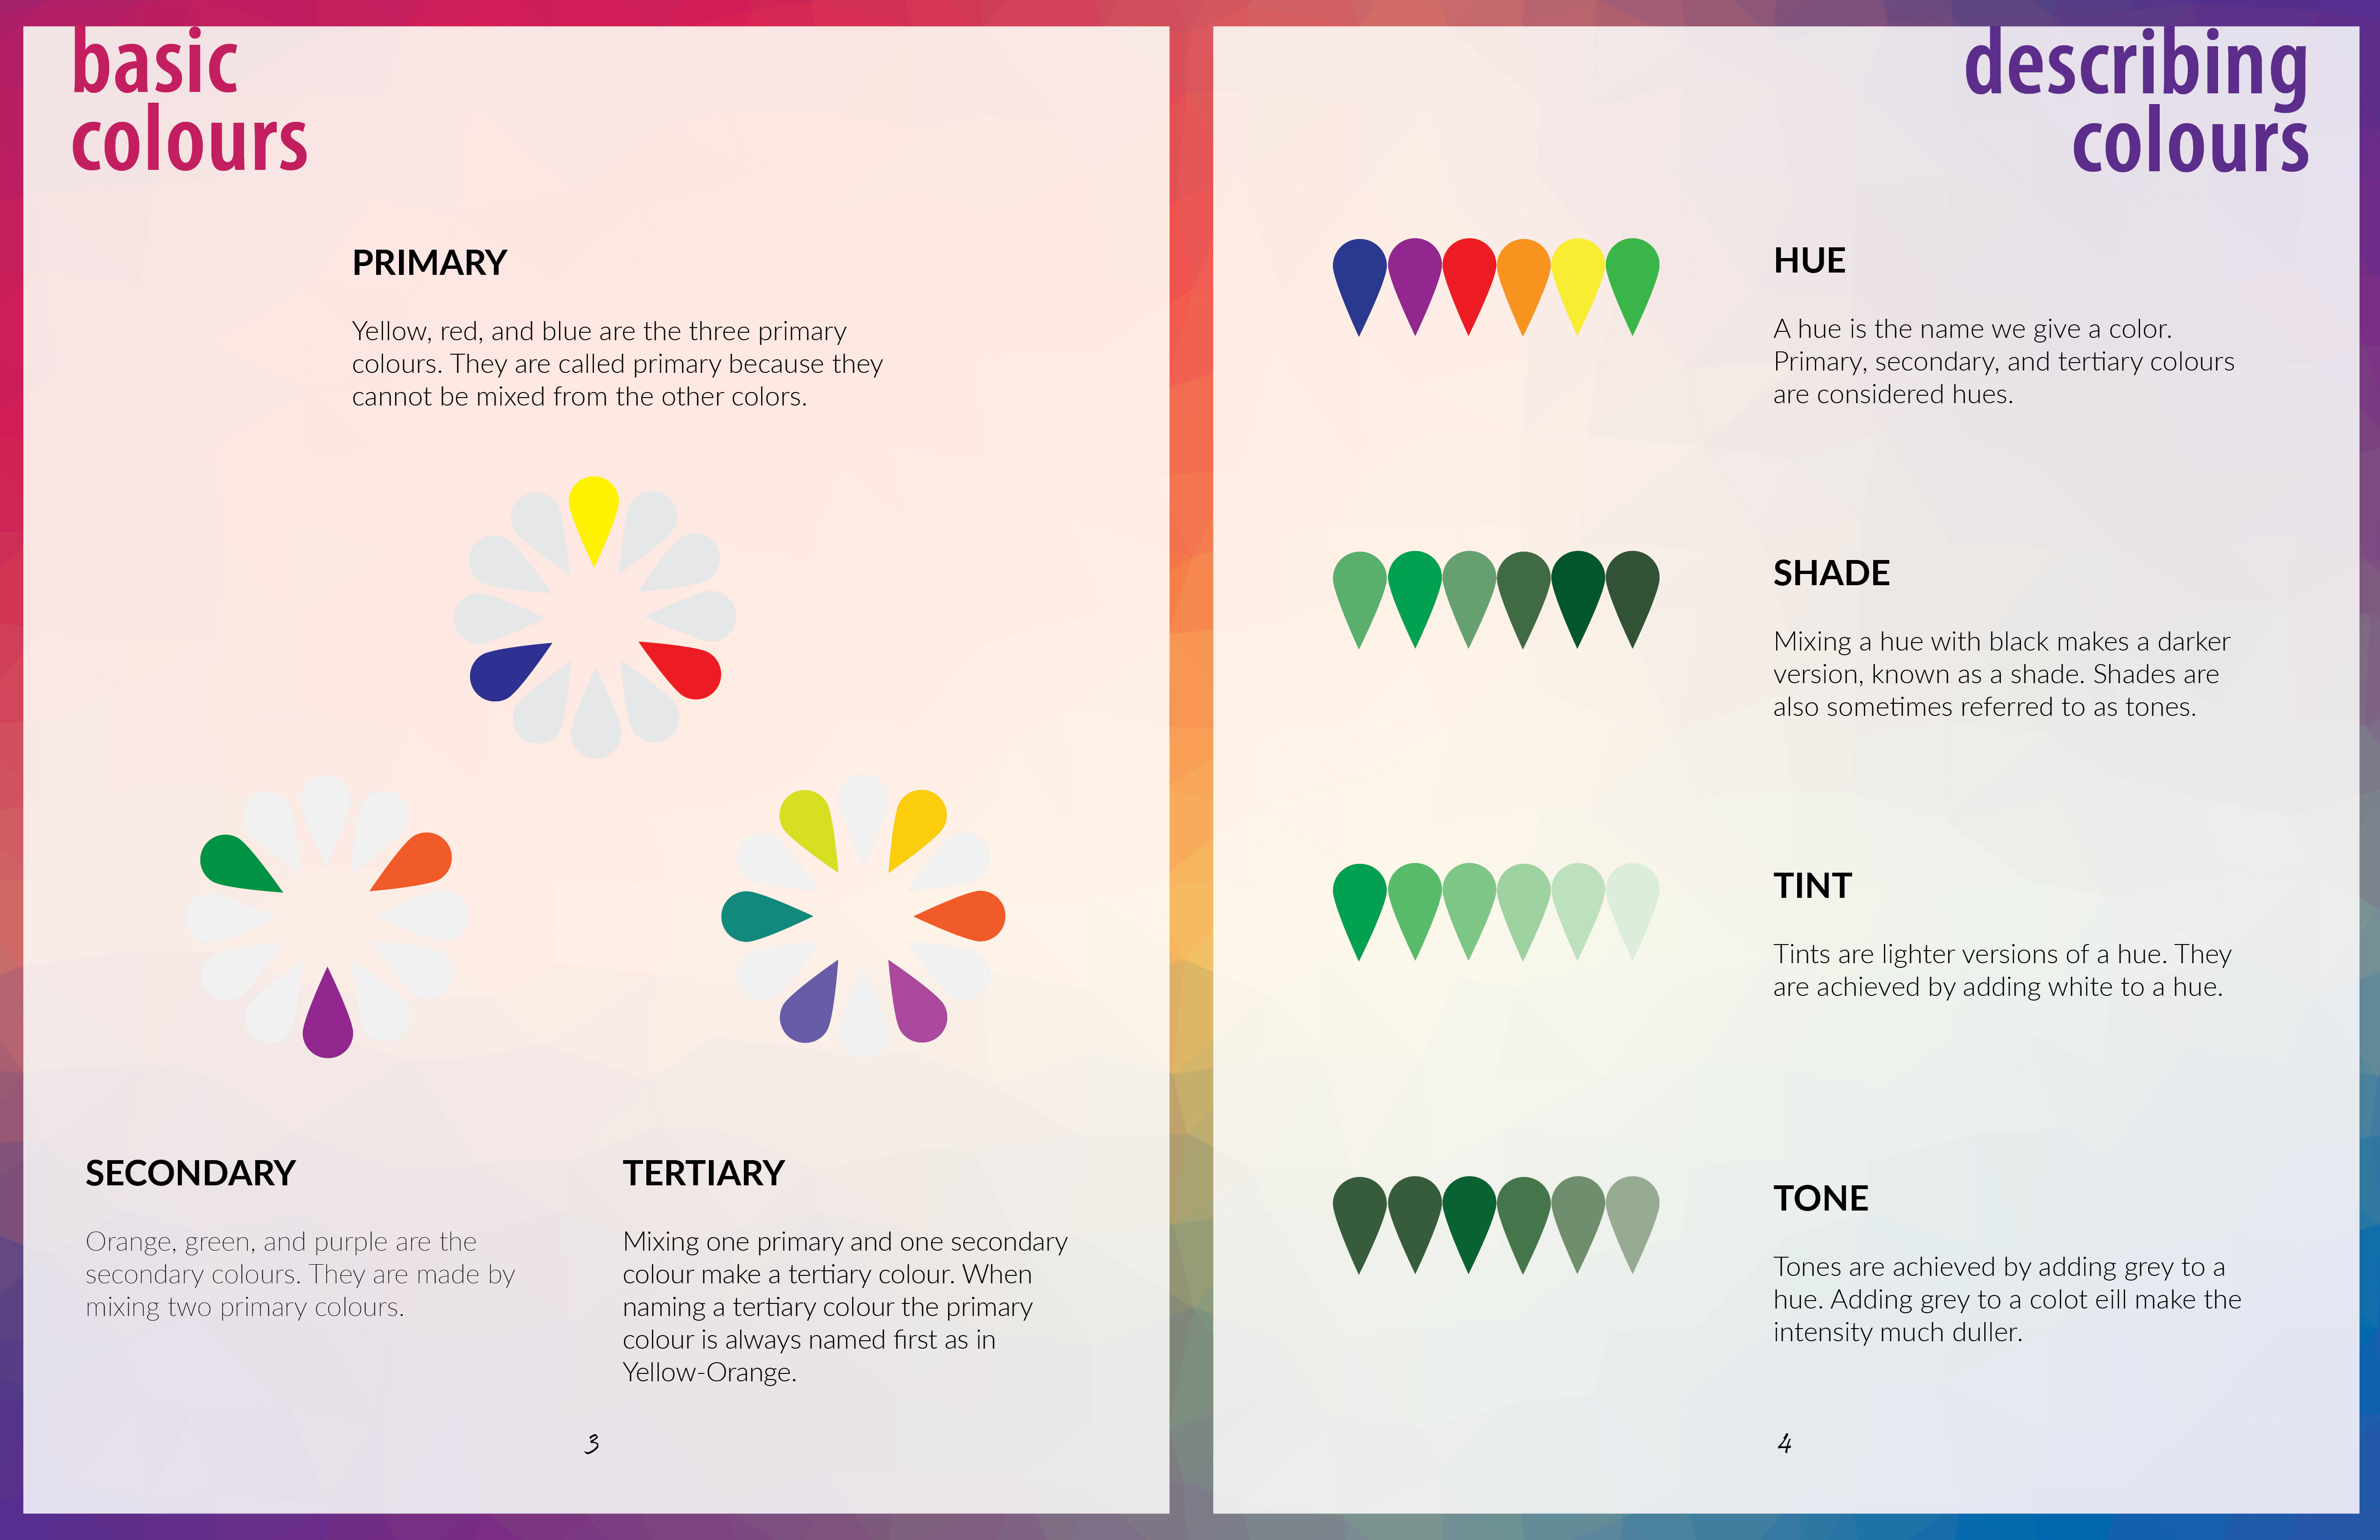 basic
colours
PRIMARY
Yellow, red, and blue are the three primary
colours. They are called primary because they
cannot be mixed from the other colors.
SECONDARY
Orange, green, and purple are the
secondary colours. They are made by
mixing two primary colours.
TERTIARY
Mixing one primary and one secondary
colour make a tertiary colour. When
naming a tertiary colour the primary
colour is always named first as in
Yellow-Orange.
3
describing
colours
HUE
A hue is the name we give a color.
Primary, secondary, and tertiary colours
are considered hues.
SHADE
Mixing a hue with black makes a darker
version, known as a shade. Shades are
also sometimes referred to as tones.
TINT
Tints are lighter versions of a hue. They
are achieved by adding white to a hue.
TONE
Tones are achieved by adding grey to a
hue. Adding grey to a colot eill make the
intensity much duller.
4